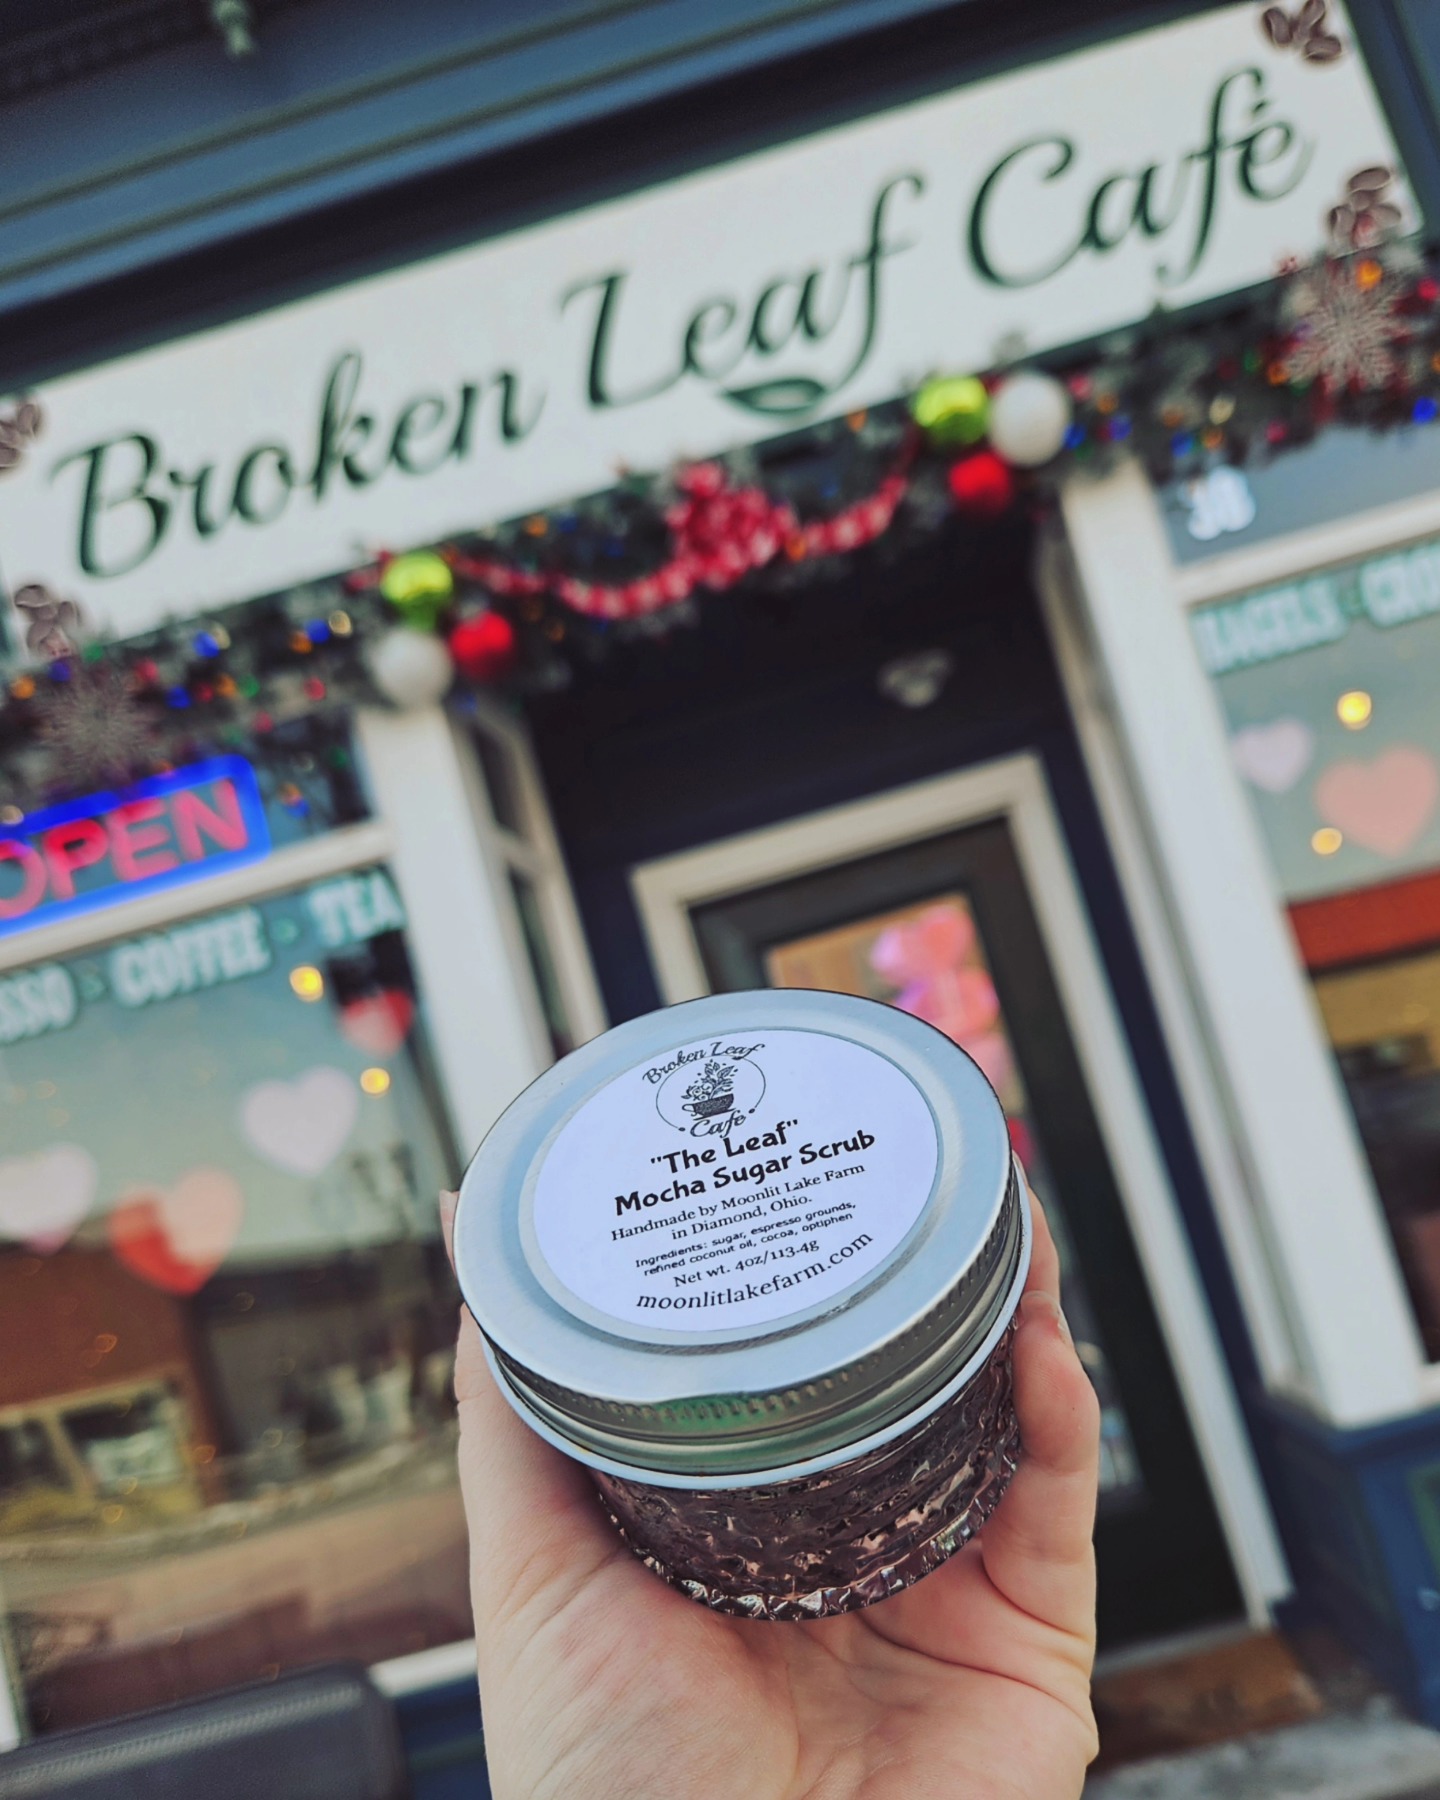 Broken Leaf Café
38
OPEN
COFFEE · TEA
BAGELS ·
Broken Leaf
Cafe
"The Leaf"
Mocha Sugar Scrub
Handmade by Moonlit Lake Farm
in Diamond, Ohio.
Ingredients: sugar, espresso grounds,
refined coconut oil, cocoa, optiphen
Net wt. 4oz/113.4g
moonlitlakefarm.com